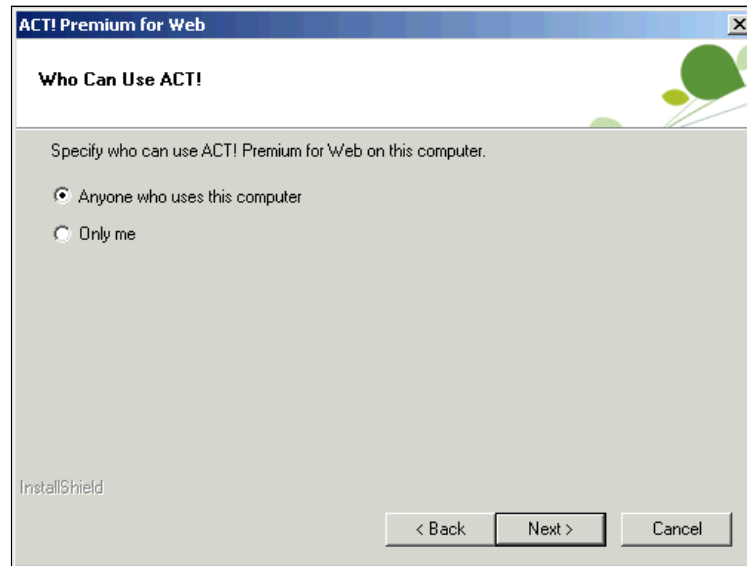 ACT! Premium for Web
Who Can Use ACT!
Specify who can use ACT! Premium for Web on this computer.
Anyone who uses this computer
Only me
InstallShield
< Back
Next >
Cancel